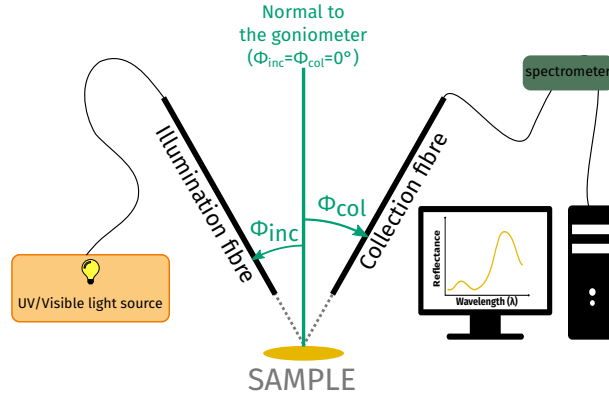 Normal to
the goniometer
(Φinc=Φcol=0°)
spectrometer
Illumination fibre
Collection fibre
Φinc
Φcol
UV/Visible light source
Reflectance
Wavelength (λ)
SAMPLE